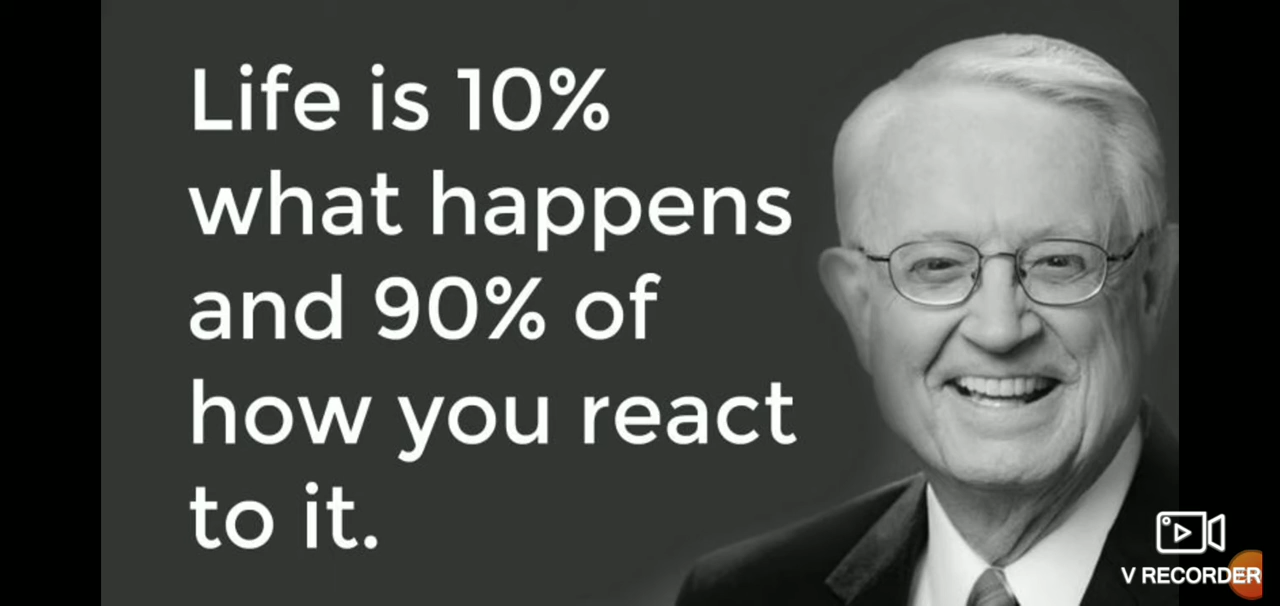 Life is 10%
what happens
and 90% of
how you react
to it.
V RECORDER